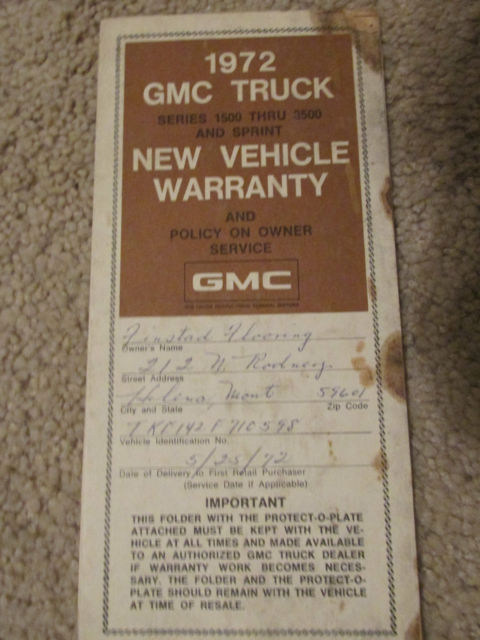 1972
GMC TRUCK
SERIES 1500 THRU 3500
AND SPRINT
NEW VEHICLE
WARRANTY
AND
POLICY ON OWNER
SERVICE
GMC
Finstad Flooring
Owner's Name
212 N. Rodney
Street Address
Helena, Mont 59601
City and State Zip Code
Vehicle Identification No.
5/25/72
Date of Delivery to First Retail Purchaser
(Service Date if Applicable)
IMPORTANT
THIS FOLDER WITH THE PROTECT-O-PLATE
ATTACHED MUST BE KEPT WITH THE VE-
HICLE AT ALL TIMES AND MADE AVAILABLE
TO AN AUTHORIZED GMC TRUCK DEALER
IF WARRANTY WORK BECOMES NECES-
SARY. THE FOLDER AND THE PROTECT-O-
PLATE SHOULD REMAIN WITH THE VEHICLE
AT TIME OF RESALE.